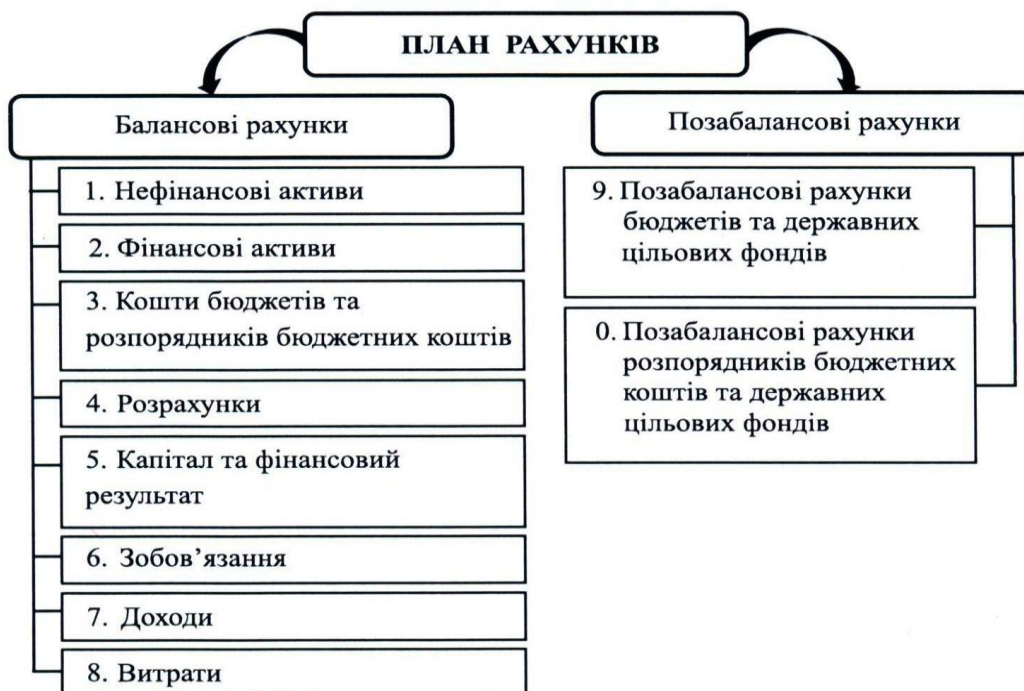 ПЛАН РАХУНКІВ
Балансові рахунки
1. Нефінансові активи
2. Фінансові активи
3. Кошти бюджетів та
розпорядників бюджетних коштів
4. Розрахунки
5. Капітал та фінансовий
результат
6. Зобов’язання
7. Доходи
8. Витрати
Позабалансові рахунки
9. Позабалансові рахунки
бюджетів та державних
цільових фондів
0. Позабалансові рахунки
розпорядників бюджетних
коштів та державних
цільових фондів